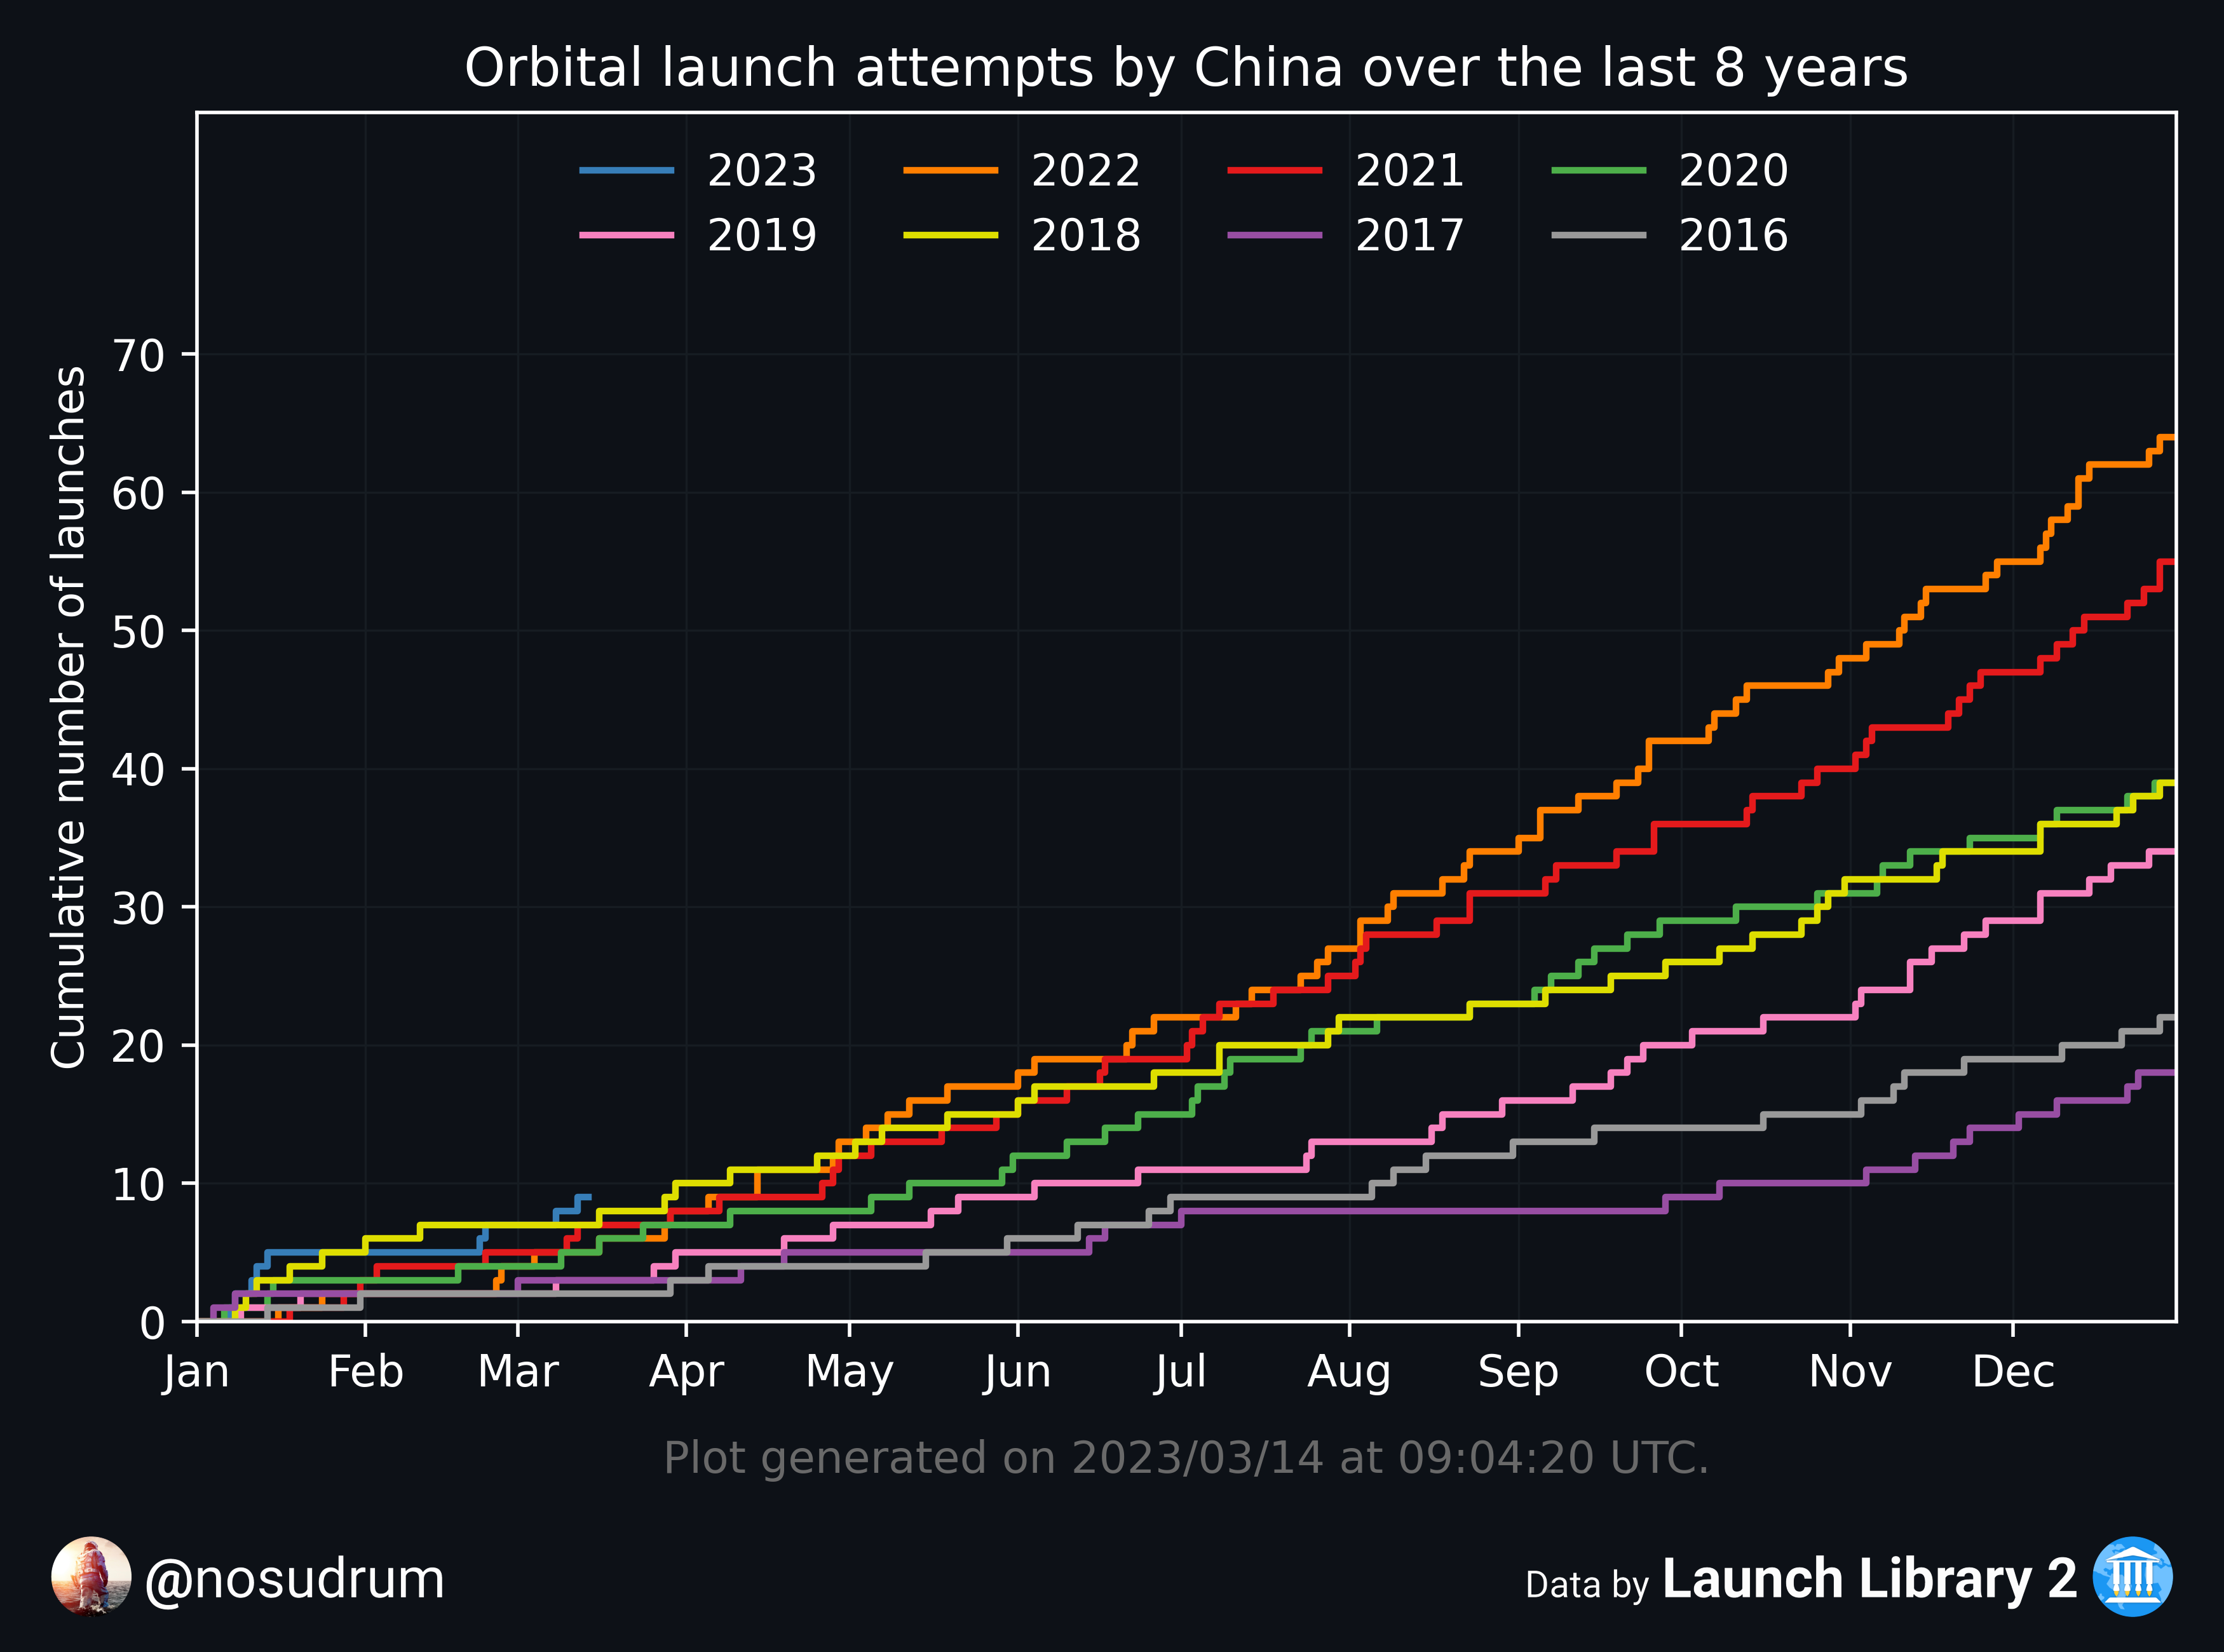 Orbital launch attempts by China over the last 8 years
2023 2022 2021 2020
2019 2018 2017 2016
Cumulative number of launches
70
60
50
40
30
20
10
0
Jan Feb Mar Apr May Jun Jul Aug Sep Oct Nov Dec
Plot generated on 2023/03/14 at 09:04:20 UTC.
@nosudrum
Data by Launch Library 2